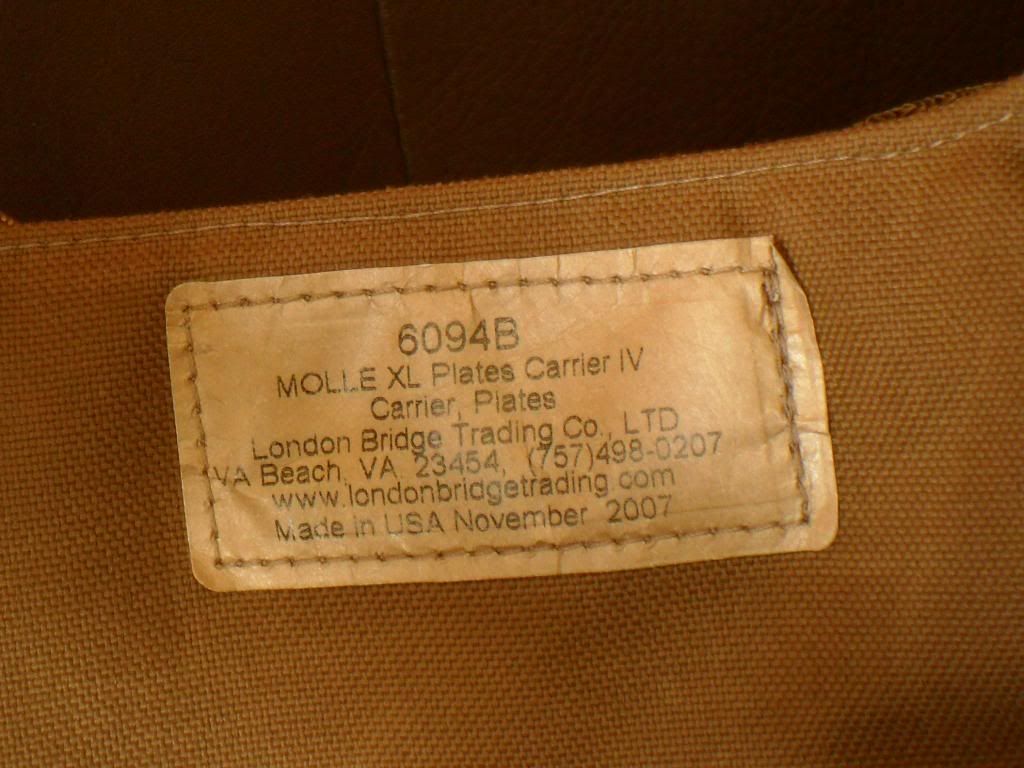 6094B
MOLLE XL Plates Carrier IV
Carrier, Plates
London Bridge Trading Co., LTD
VA Beach, VA 23454, (757)498-0207
www.londonbridgetrading.com
Made in USA November 2007